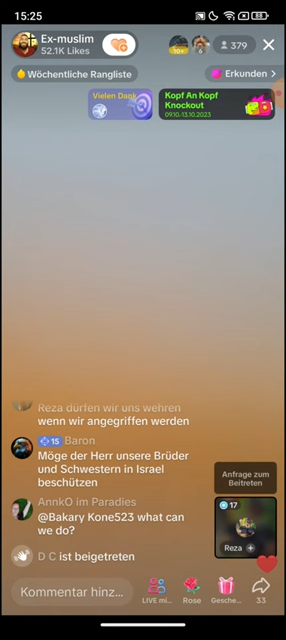 15:25
88
Ex-muslim
52.1K Likes
10+
379
Wöchentliche Rangliste
Erkunden >
Vielen Dank
Kopf An Kopf
Knockout
09.10.-13.10.2023
Reza dürfen wir uns wehren
wenn wir angegriffen werden
15 Baron
Möge der Herr unsere Brüder
und Schwestern in Israel
beschützen
AnnkO im Paradies
@Bakary Kone523 what can
we do?
D C ist beigetreten
Anfrage zum
Beitreten
17
Reza +
Kommentar hinz...
LIVE mi...
Rose
Gesche...
33